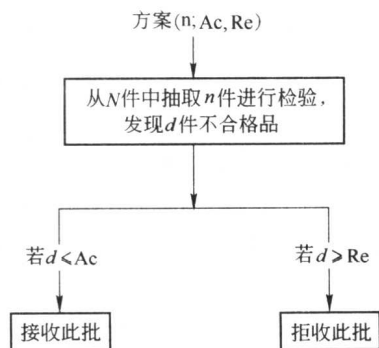 方案(n; Ac, Re)
从N件中抽取n件进行检验，
发现d件不合格品
若d≤Ac
若d≥Re
接收此批
拒收此批